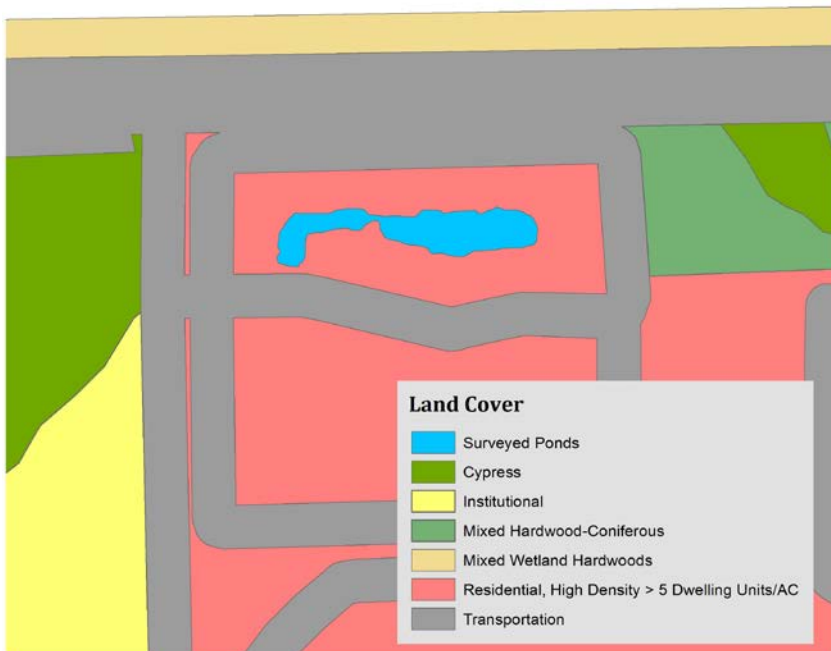 Land Cover
Surveyed Ponds
Cypress
Institutional
Mixed Hardwood-Coniferous
Mixed Wetland Hardwoods
Residential, High Density > 5 Dwelling Units/AC
Transportation